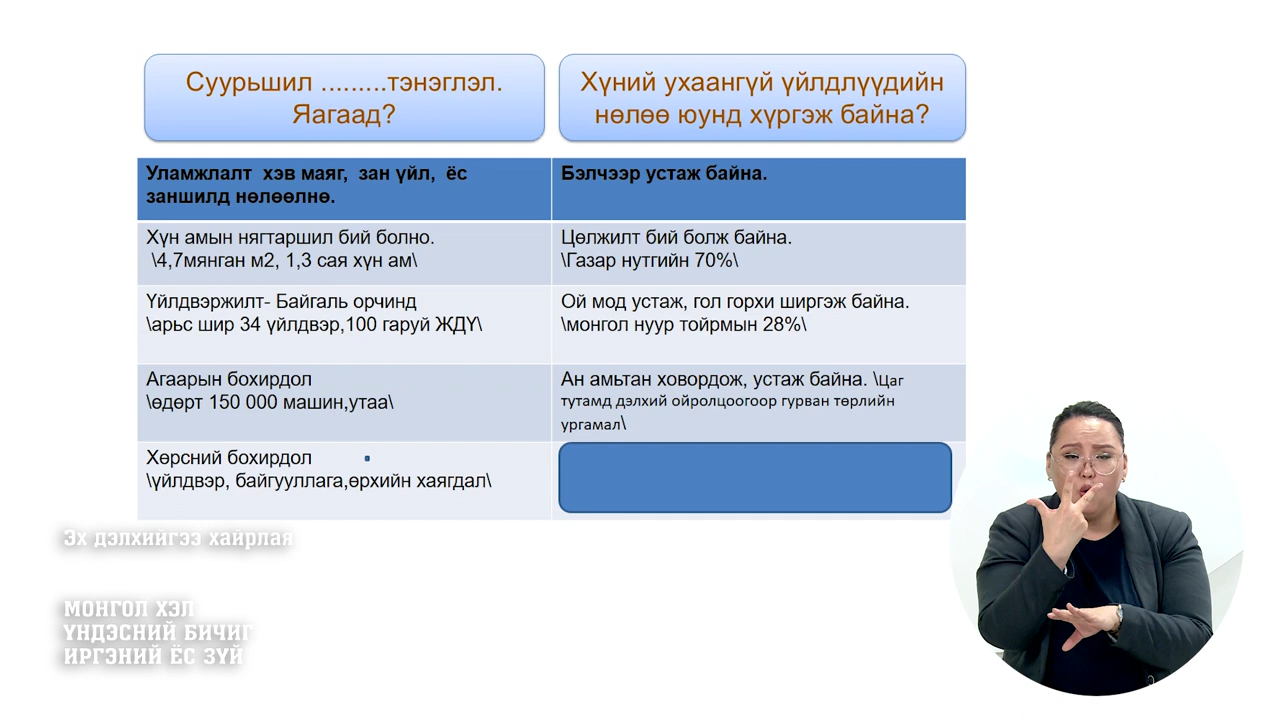 Суурьшил .........тэнэглэл.
Яагаад?
Хүний ухаангүй үйлдлүүдийн
нөлөө юунд хүргэж байна?
Уламжлалт хэв маяг, зан үйл, ёс
заншилд нөлөөлнө.
Бэлчээр устаж байна.
Хүн амын нягтаршил бий болно.
\4,7мянган м2, 1,3 сая хүн ам\
Цөлжилт бий болж байна.
\Газар нутгийн 70%\
Үйлдвэржилт- Байгаль орчинд
\арьс шир 34 үйлдвэр,100 гаруй ЖДҮ\
Ой мод устаж, гол горхи ширгэж байна.
\монгол нуур тойрмын 28%\
Агаарын бохирдол
\өдөрт 150 000 машин,утаа\
Ан амьтан ховордож, устаж байна. \Цаг
тутамд дэлхий ойролцоогоор гурван төрлийн
ургамал\
Хөрсний бохирдол
\үйлдвэр, байгууллага,өрхийн хаягдал\
Эх дэлхийгээ хайрлая
МОНГОЛ ХЭЛ
ҮНДЭСНИЙ БИЧИГ
ИРГЭНИЙ ЁС ЗҮЙ